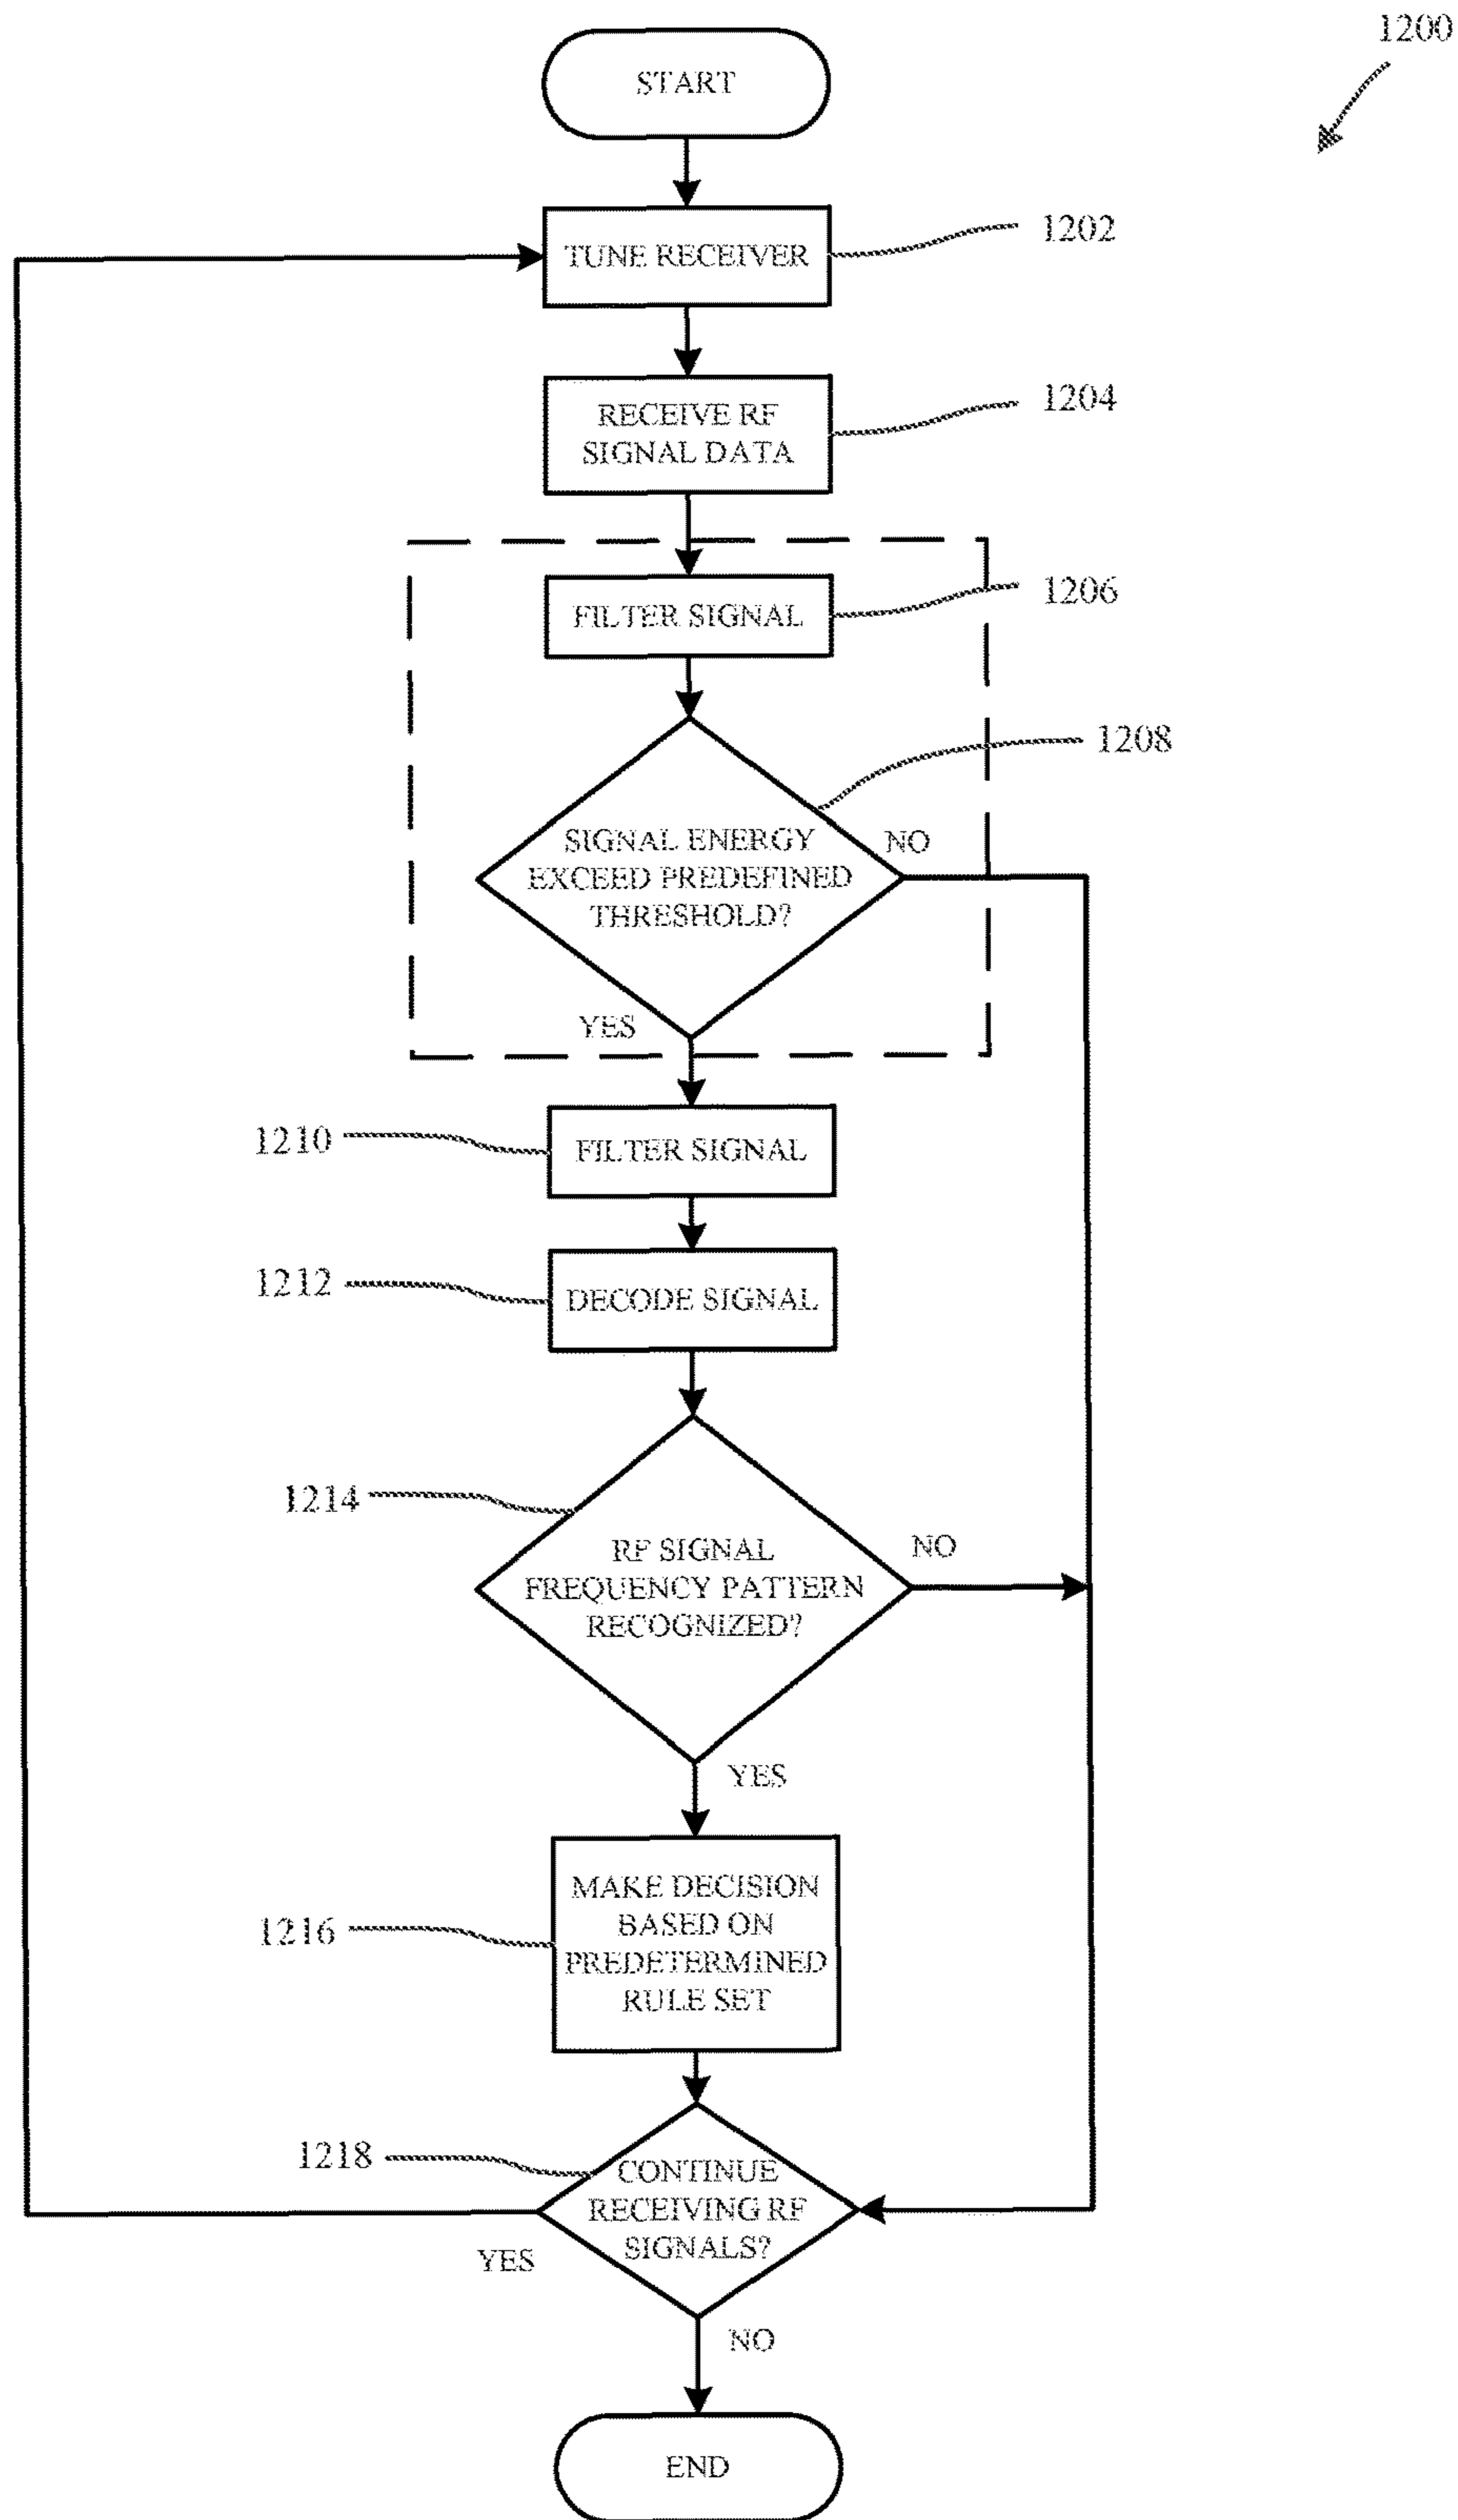 1200
START
TUNE RECEIVER
1202
RECEIVE RF
SIGNAL DATA
1204
FILTER SIGNAL
1206
1208
SIGNAL ENERGY
EXCEED PREDEFINED
THRESHOLD?
NO
YES
1210
FILTER SIGNAL
1212
DECODE SIGNAL
1214
RF SIGNAL
FREQUENCY PATTERN
RECOGNIZED?
NO
YES
1216
MAKE DECISION
BASED ON
PREDETERMINED
RULE SET
1218
CONTINUE
RECEIVING RF
SIGNALS?
YES
NO
END